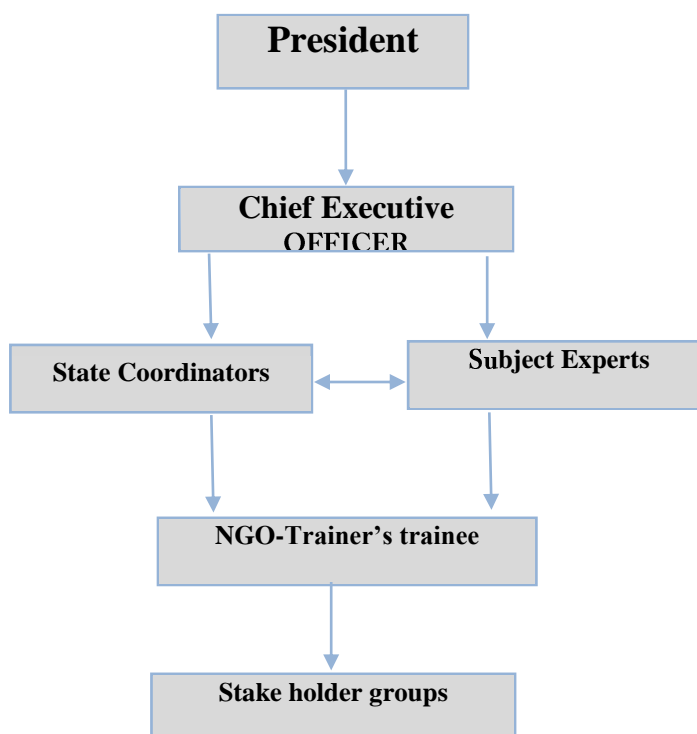 President
Chief Executive
OFFICER
State Coordinators
Subject Experts
NGO-Trainer’s trainee
Stake holder groups